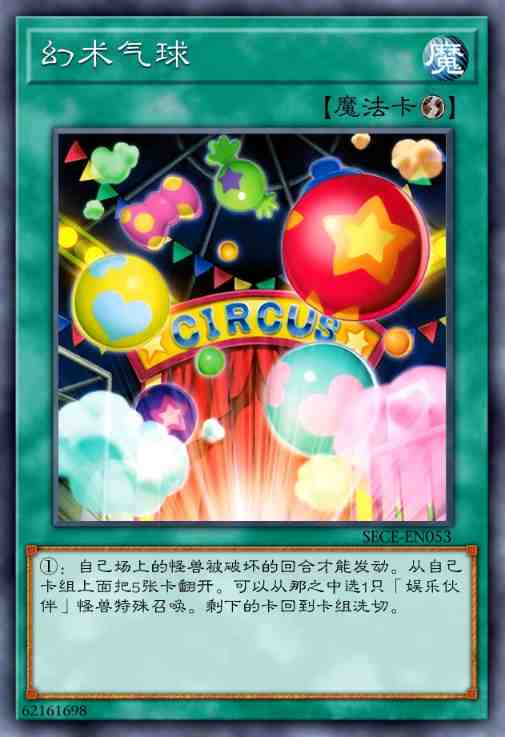 幻术气球
魔
【魔法卡】
CIRCUS
SECE-EN053
①：自己场上的怪兽被破坏的回合才能发动。从自己
卡组上面把5张卡翻开。可以从那之中选1只「娱乐伙
伴」怪兽特殊召唤。剩下的卡回到卡组洗切。
62161698